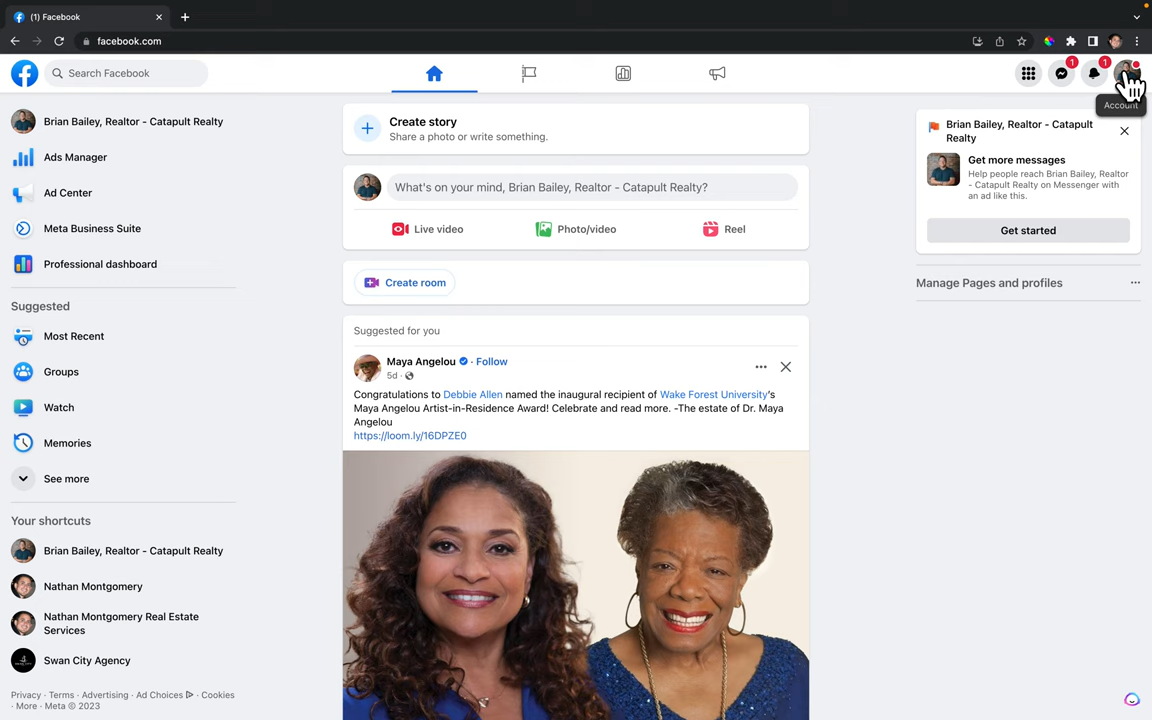 (1) Facebook
facebook.com
Search Facebook
1
1
Account
Brian Bailey, Realtor - Catapult Realty
Ads Manager
Ad Center
Meta Business Suite
Professional dashboard
Suggested
Most Recent
Groups
Watch
Memories
See more
Your shortcuts
Brian Bailey, Realtor - Catapult Realty
Nathan Montgomery
Nathan Montgomery Real Estate
Services
Swan City Agency
Privacy · Terms · Advertising · Ad Choices · Cookies
· More · Meta © 2023
Create story
Share a photo or write something.
What's on your mind, Brian Bailey, Realtor - Catapult Realty?
Live video
Photo/video
Reel
Create room
Suggested for you
Maya Angelou · Follow
5d ·
Congratulations to Debbie Allen named the inaugural recipient of Wake Forest University's
Maya Angelou Artist-in-Residence Award! Celebrate and read more. -The estate of Dr. Maya
Angelou
https://loom.ly/16DPZE0
Brian Bailey, Realtor - Catapult
Realty
Get more messages
Help people reach Brian Bailey, Realtor
- Catapult Realty on Messenger with
an ad like this.
Get started
Manage Pages and profiles